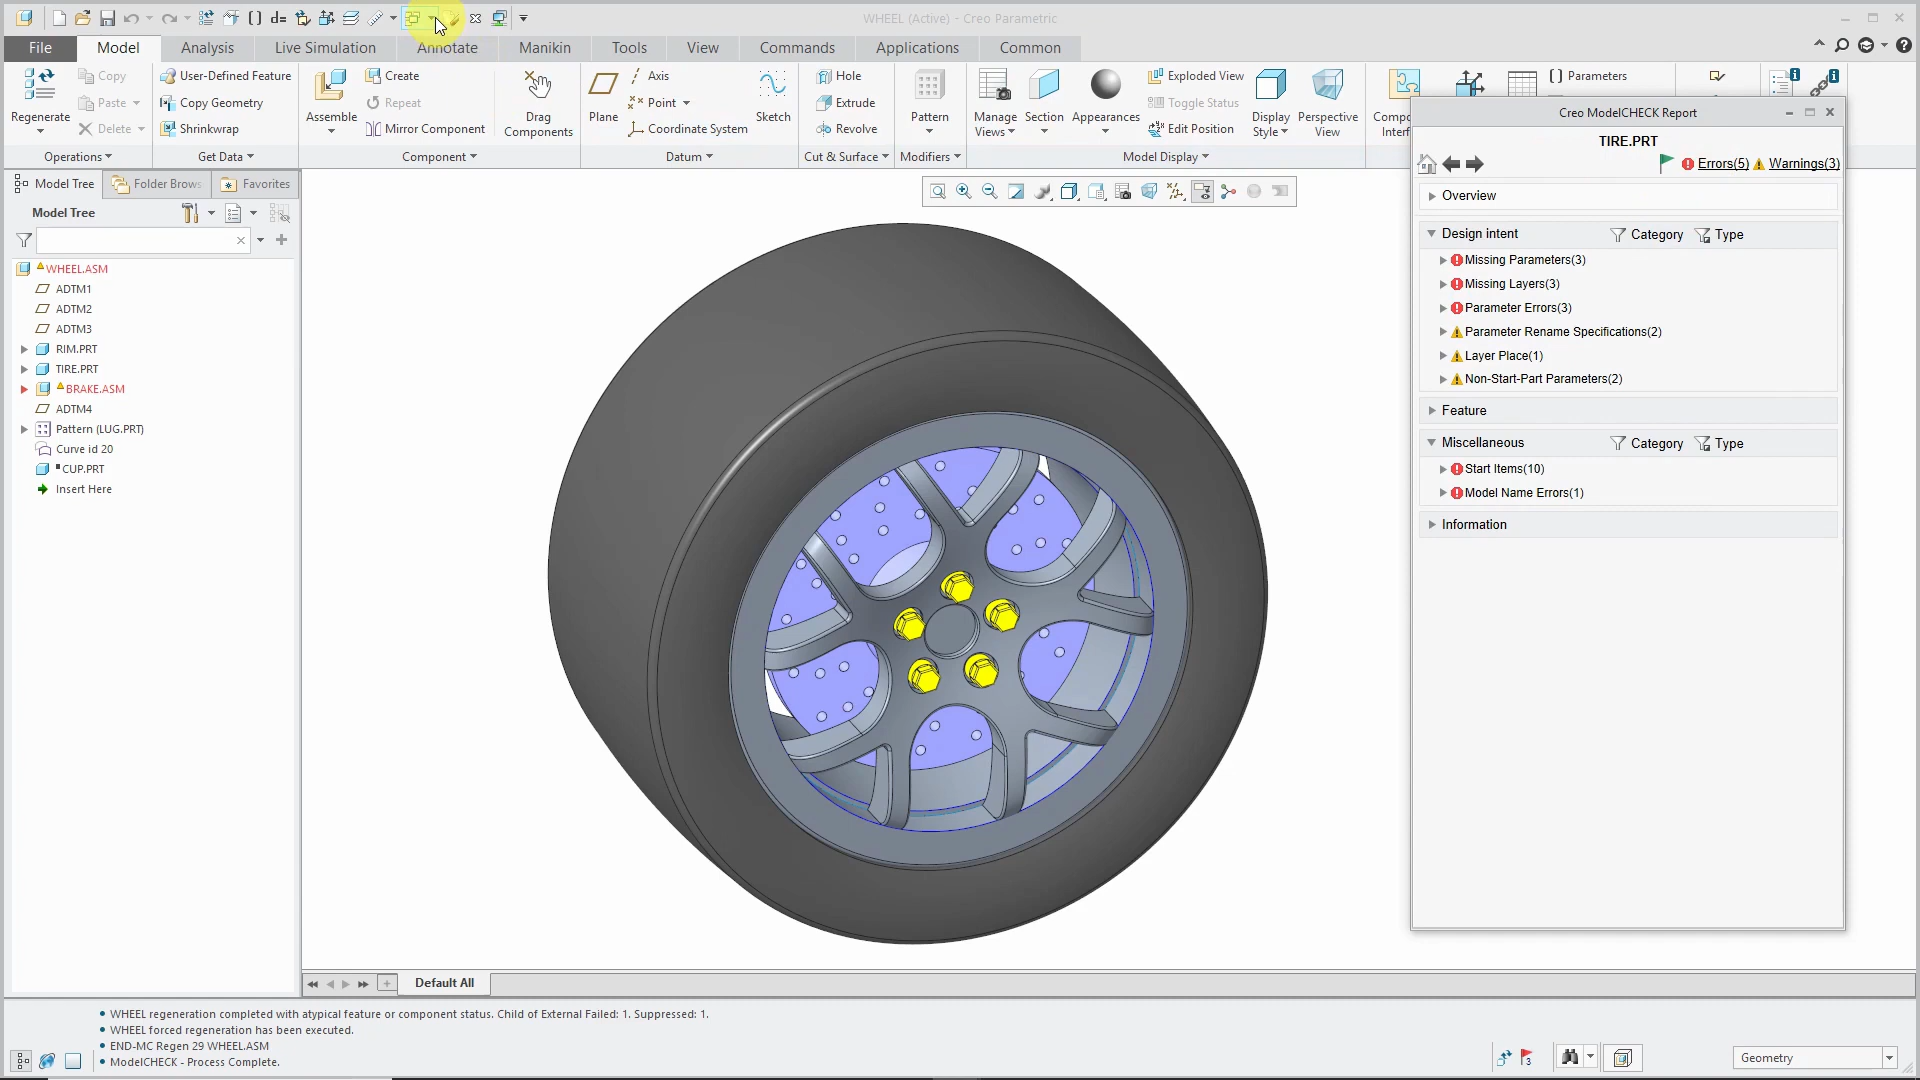 WHEEL (Active) - Creo Parametric
File Model Analysis Live Simulation Annotate Manikin Tools View Commands Applications Common
Regenerate
Copy
Paste
Delete
Operations
User-Defined Feature
Copy Geometry
Shrinkwrap
Get Data
Assemble
Create
Repeat
Mirror Component
Component
Drag
Components
Plane
Axis
Point
Coordinate System
Sketch
Datum
Hole
Extrude
Revolve
Cut & Surface
Pattern
Modifiers
Manage
Views
Section
Appearances
Exploded View
Toggle Status
Edit Position
Display
Style
Perspective
View
Model Display
Parameters
Model Tree
Folder Brows
Favorites
Model Tree
WHEEL.ASM
ADTM1
ADTM2
ADTM3
RIM.PRT
TIRE.PRT
BRAKE.ASM
ADTM4
Pattern (LUG.PRT)
Curve id 20
CUP.PRT
Insert Here
Creo ModelCHECK Report
TIRE.PRT
Errors(5) Warnings(3)
Overview
Design intent Category Type
Missing Parameters(3)
Missing Layers(3)
Parameter Errors(3)
Parameter Rename Specifications(2)
Layer Place(1)
Non-Start-Part Parameters(2)
Feature
Miscellaneous Category Type
Start Items(10)
Model Name Errors(1)
Information
Default All
• WHEEL regeneration completed with atypical feature or component status. Child of External Failed: 1. Suppressed: 1.
• WHEEL forced regeneration has been executed.
• END-MC Regen 29 WHEEL.ASM
• ModelCHECK - Process Complete.
3
Geometry